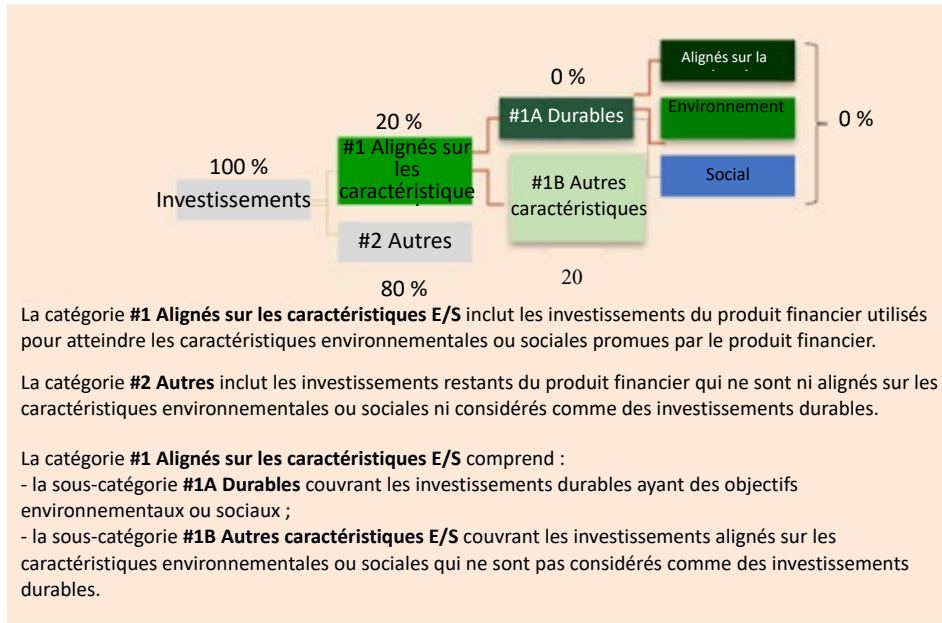 Alignés sur la
0 %
Environnement
#1A Durables
0 %
20 %
#1 Alignés sur
les
caractéristique
100 %
Investissements
#1B Autres
caractéristiques
Social
#2 Autres
20
80 %
La catégorie #1 Alignés sur les caractéristiques E/S inclut les investissements du produit financier utilisés
pour atteindre les caractéristiques environnementales ou sociales promues par le produit financier.
La catégorie #2 Autres inclut les investissements restants du produit financier qui ne sont ni alignés sur les
caractéristiques environnementales ou sociales ni considérés comme des investissements durables.
La catégorie #1 Alignés sur les caractéristiques E/S comprend :
- la sous-catégorie #1A Durables couvrant les investissements durables ayant des objectifs
environnementaux ou sociaux ;
- la sous-catégorie #1B Autres caractéristiques E/S couvrant les investissements alignés sur les
caractéristiques environnementales ou sociales qui ne sont pas considérés comme des investissements
durables.